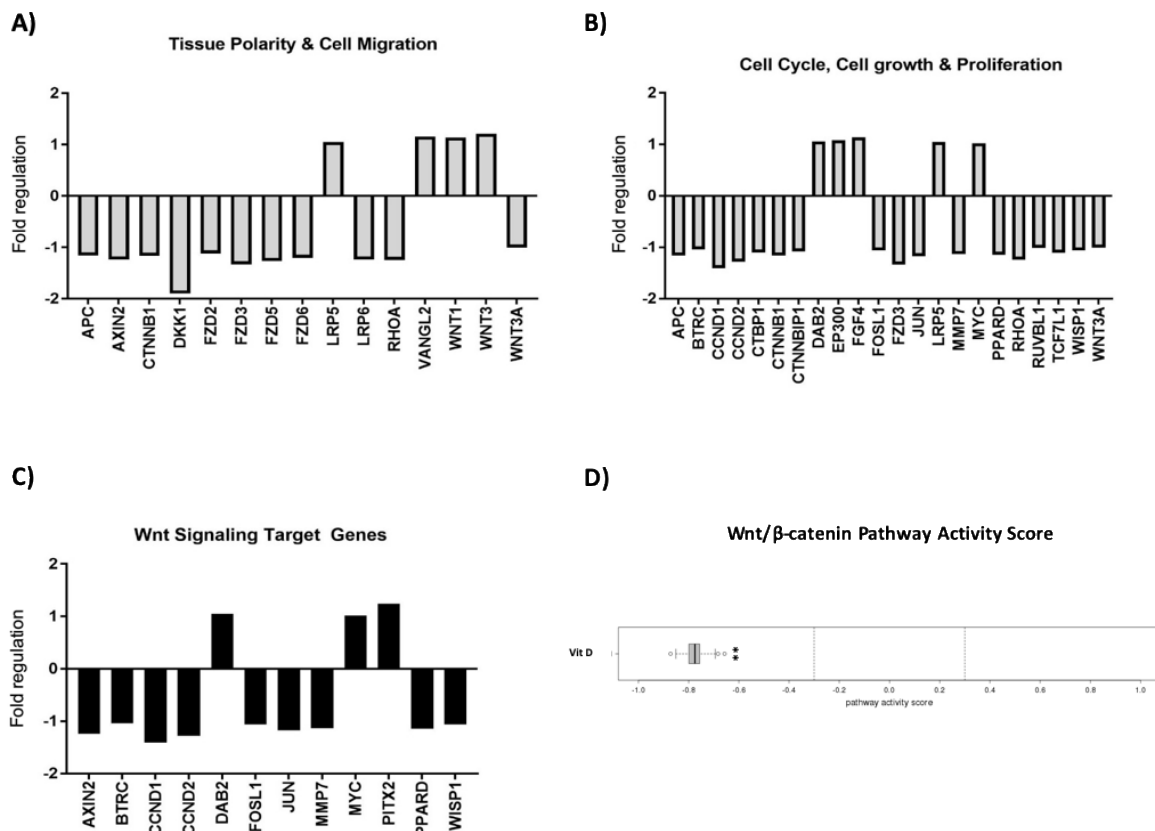 A)
Tissue Polarity & Cell Migration
Fold regulation
2
1
0
-1
-2
APC
AXIN2
CTNNB1
DKK1
FZD2
FZD3
FZD5
FZD6
LRP5
LRP6
RHOA
VANGL2
WNT1
WNT3
WNT3A
B)
Cell Cycle, Cell growth & Proliferation
Fold regulation
2
1
0
-1
-2
APC
BTRC
CCND1
CCND2
CTBP1
CTNNB1
CTNNBIP1
DAB2
EP300
FGF4
FOSL1
FZD3
JUN
LRP5
MMP7
MYC
PPARD
RHOA
RUVBL1
TCF7L1
WISP1
WNT3A
C)
Wnt Signaling Target Genes
Fold regulation
2
1
0
-1
-2
AXIN2
BTRC
CCND1
CCND2
DAB2
FOSL1
JUN
MMP7
MYC
PITX2
PPARD
WISP1
D)
Wnt/β-catenin Pathway Activity Score
Vit D
**
-1.0 -0.8 -0.6 -0.4 -0.2 0.0 0.2 0.4 0.6 0.8 1.0
pathway activity score